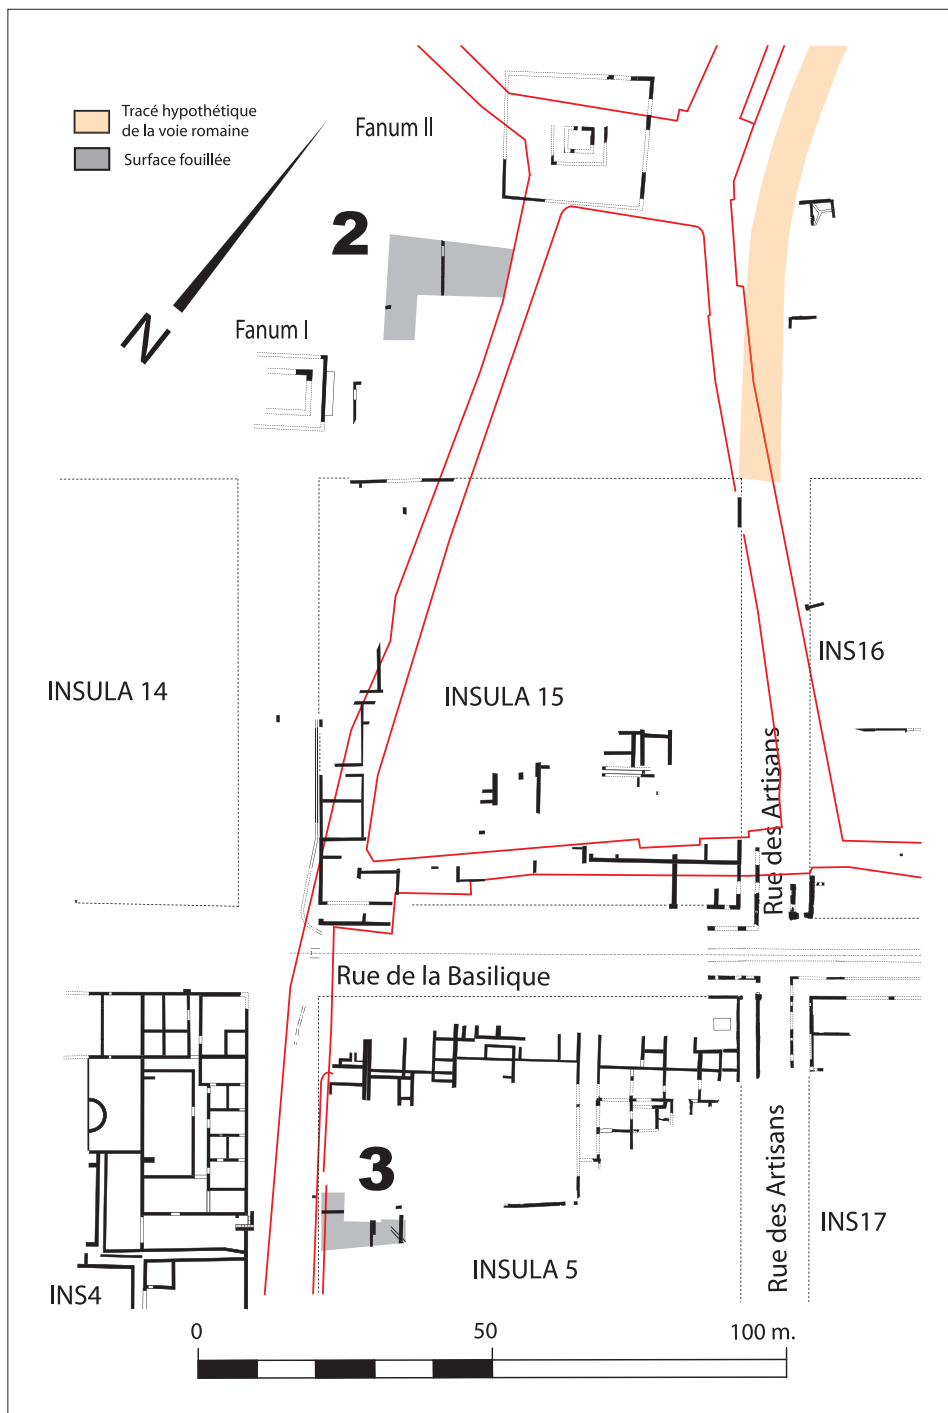 Tracé hypothétique
de la voie romaine
Surface fouillée
Fanum II
2
N
Fanum I
INSULA 14
INSULA 15
INS16
Rue des Artisans
Rue de la Basilique
3
Rue des Artisans
INS4
INSULA 5
INS17
0
50
100 m.